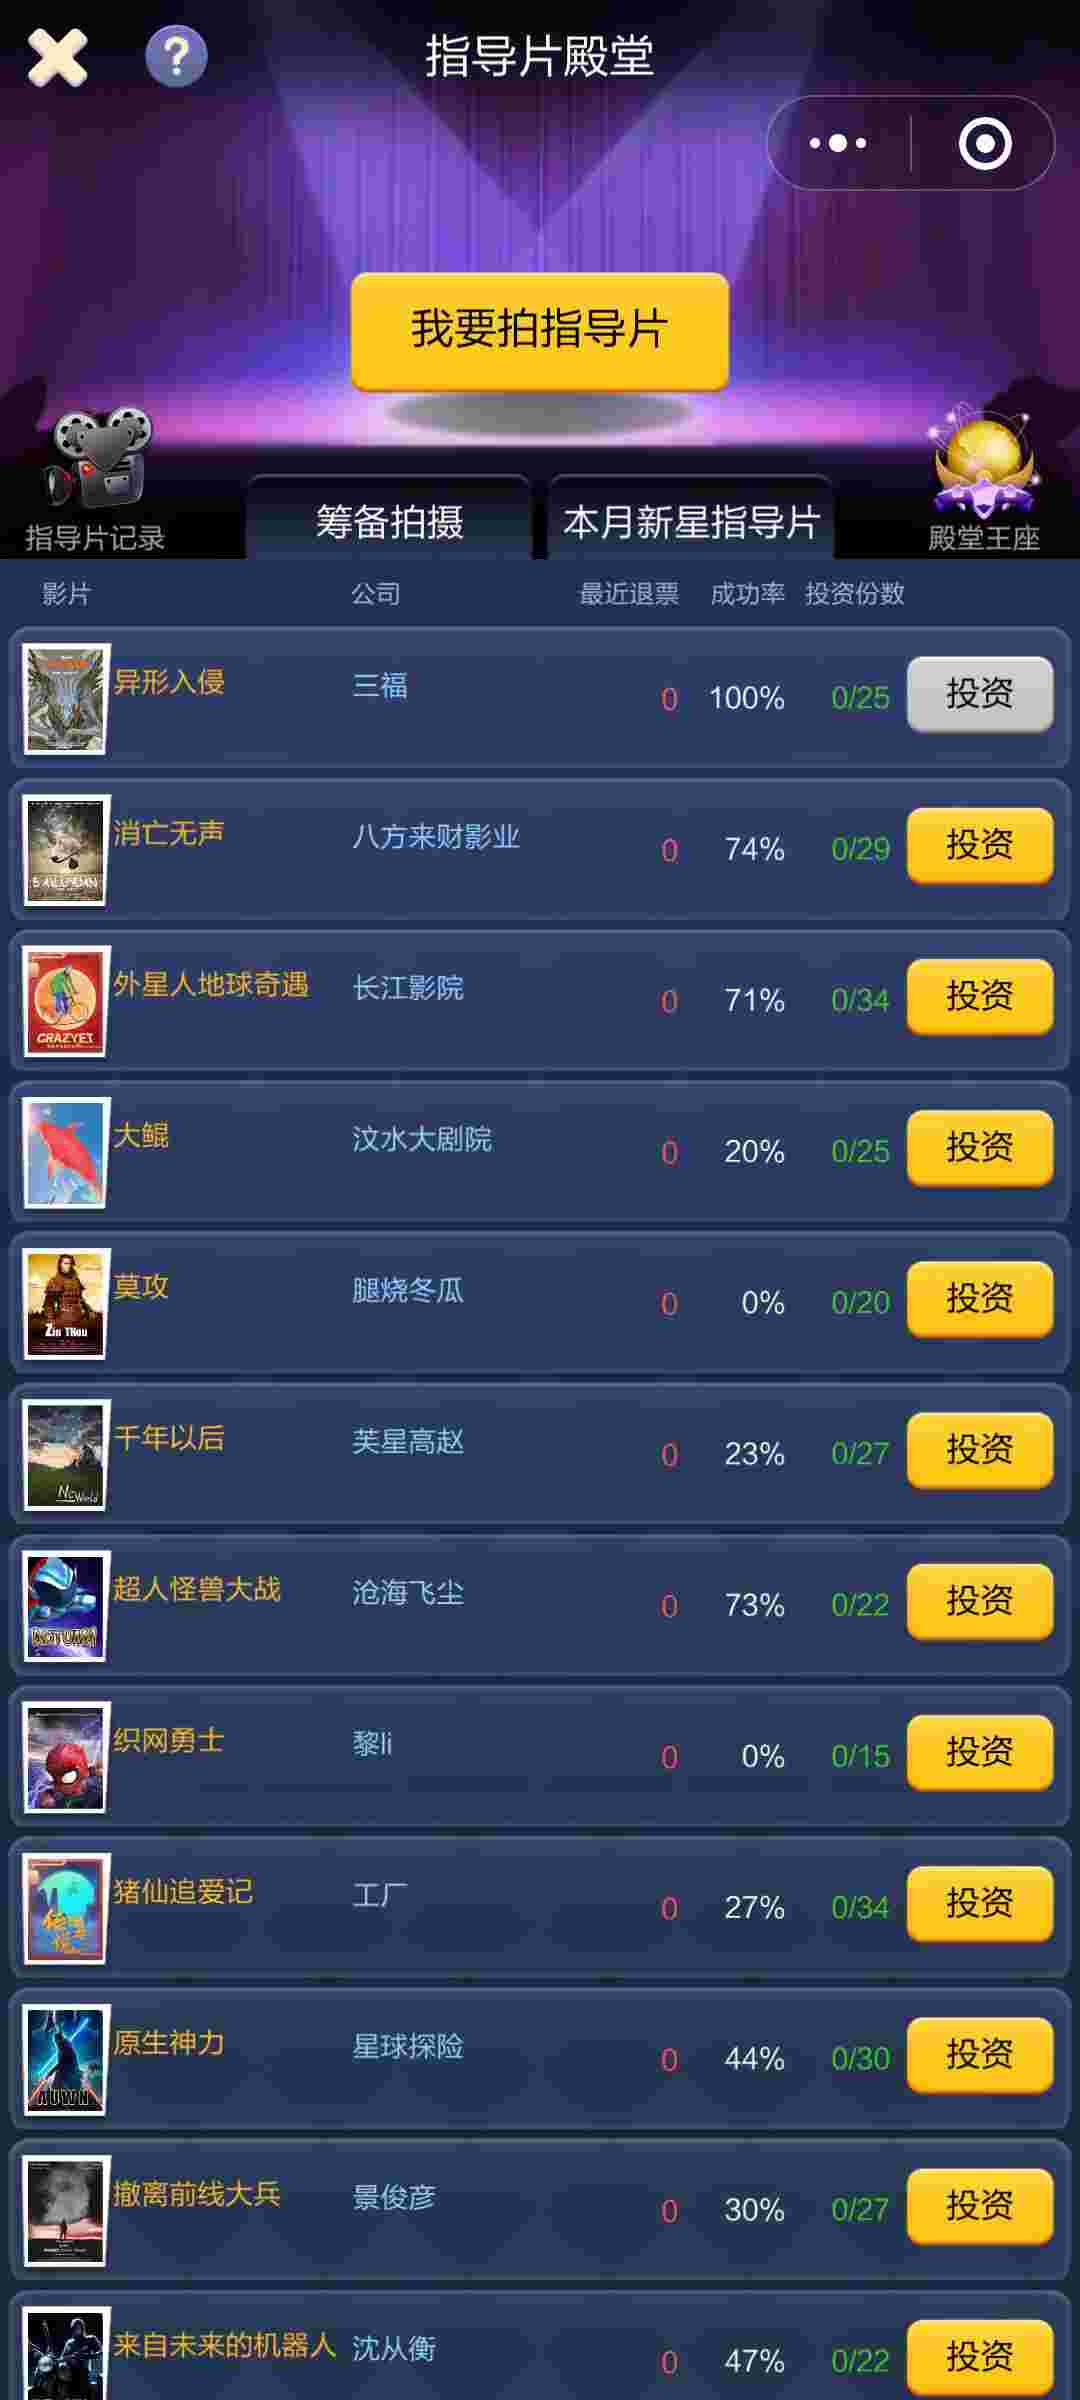 ?
指导片殿堂
我要拍指导片
指导片记录
筹备拍摄
本月新星指导片
殿堂王座
影片 公司 最近退票 成功率 投资份数
异形入侵 三福 0 100% 0/25 投资
消亡无声 八方来财影业 0 74% 0/29 投资
外星人地球奇遇 长江影院 0 71% 0/34 投资
CRAZYET
大鲲 汶水大剧院 0 20% 0/25 投资
莫攻 腿烧冬瓜 0 0% 0/20 投资
Zin THou
千年以后 芙星高赵 0 23% 0/27 投资
超人怪兽大战 沧海飞尘 0 73% 0/22 投资
织网勇士 黎li 0 0% 0/15 投资
猪仙追爱记 工厂 0 27% 0/34 投资
原生神力 星球探险 0 44% 0/30 投资
撤离前线大兵 景俊彦 0 30% 0/27 投资
来自未来的机器人 沈从衡 0 47% 0/22 投资